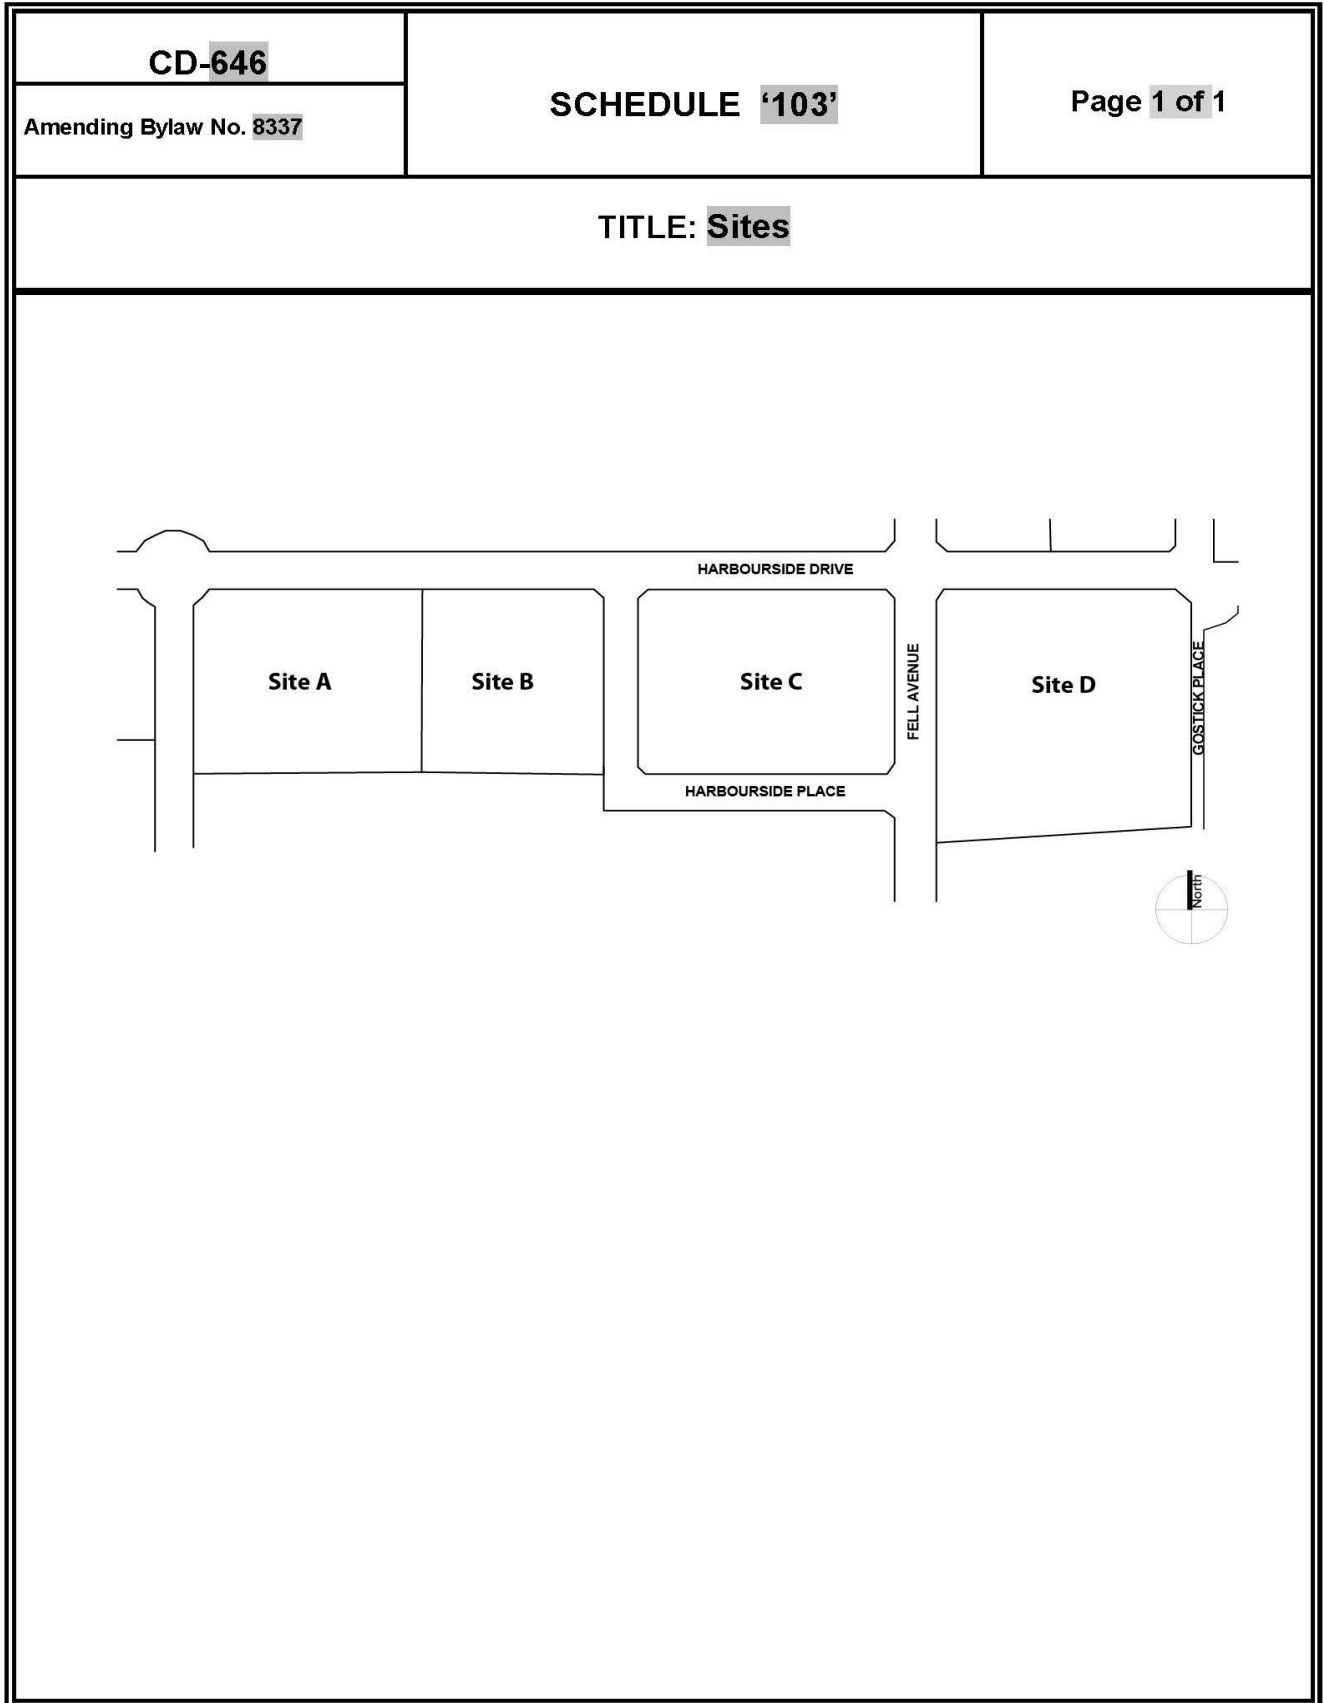 CD-646
Amending Bylaw No. 8337
SCHEDULE ‘103’
Page 1 of 1
TITLE: Sites
HARBOURSIDE DRIVE
Site A
Site B
Site C
FELL AVENUE
Site D
GOSTICK PLACE
HARBOURSIDE PLACE
North